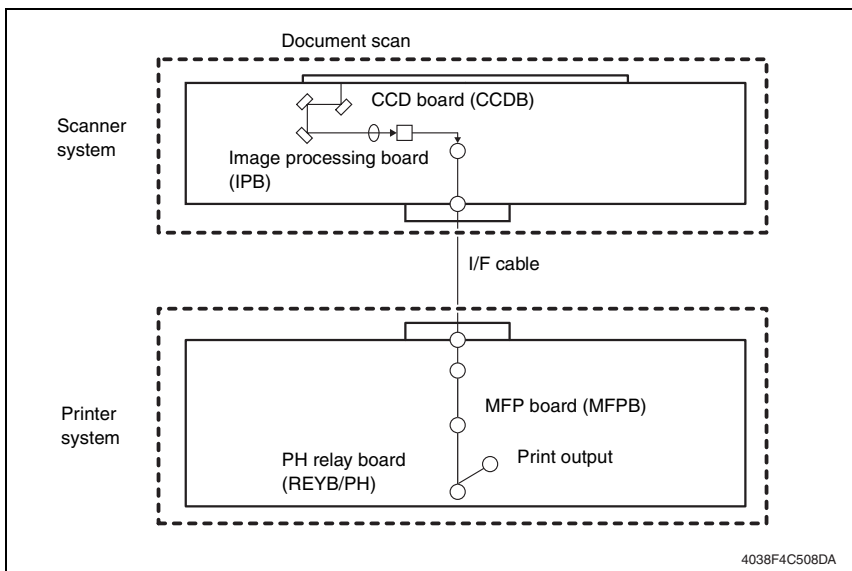 Document scan
CCD board (CCDB)
Scanner
system
Image processing board
(IPB)
I/F cable
MFP board (MFPB)
Printer
system
PH relay board
(REYB/PH)
Print output
4038F4C508DA